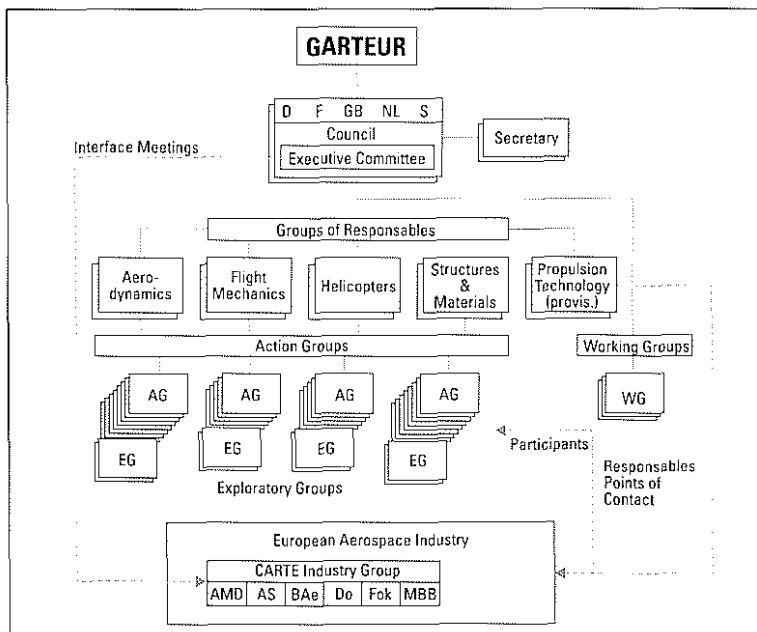 GARTEUR
D F GB NL S
Council
Executive Committee
Secretary
Interface Meetings
Groups of Responsables
Aero-
dynamics
Flight
Mechanics
Helicopters
Structures
&
Materials
Propulsion
Technology
(provis.)
Action Groups
Working Groups
AG
AG
AG
AG
WG
EG
EG
EG
EG
Exploratory Groups
Participants
Responsables
Points of
Contact
European Aerospace Industry
CARTE Industry Group
AMD AS BAe Do Fok MBB